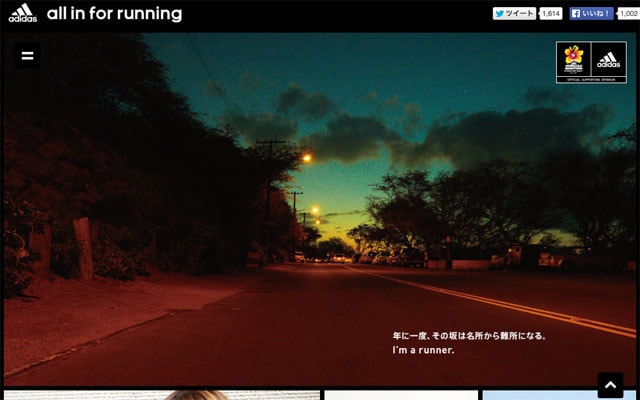 adidas
all in for running
ツイート
1,614
いいね!
1,002
adidas
OFFICIAL SUPPORTING SPONSOR
年に一度、その坂は名所から難所になる。
I'm a runner.